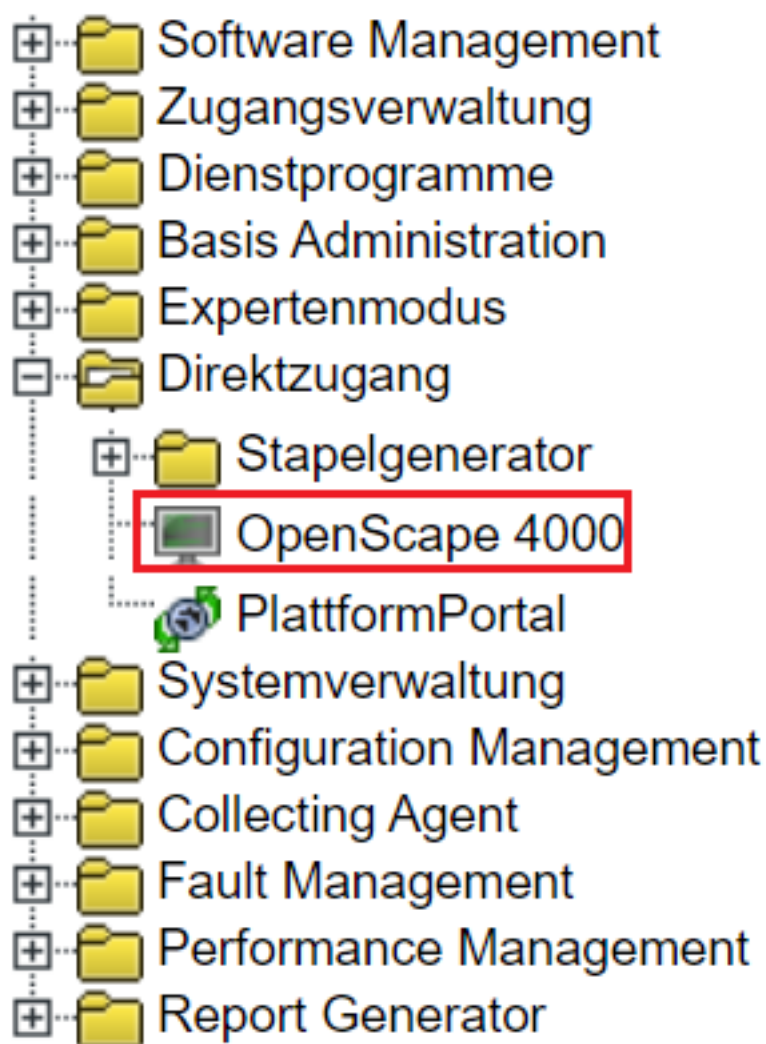 Software Management
Zugangsverwaltung
Dienstprogramme
Basis Administration
Expertenmodus
Direktzugang
Stapelgenerator
OpenScape 4000
PlattformPortal
Systemverwaltung
Configuration Management
Collecting Agent
Fault Management
Performance Management
Report Generator